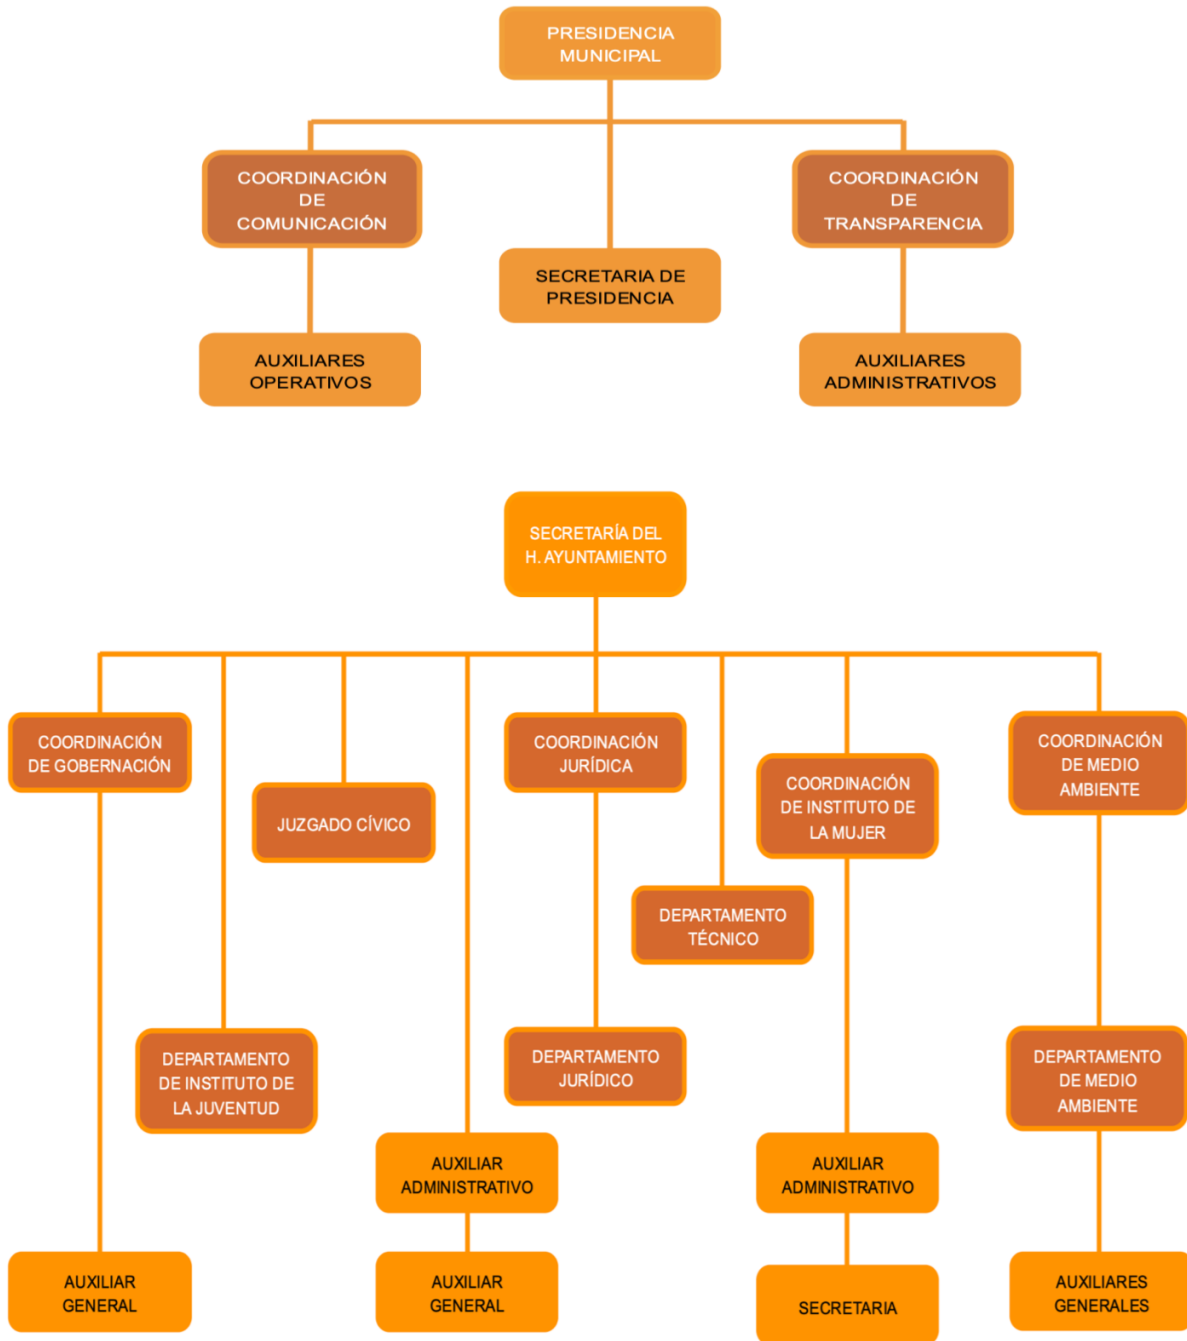 PRESIDENCIA
MUNICIPAL
COORDINACIÓN
DE
COMUNICACIÓN
COORDINACIÓN
DE
TRANSPARENCIA
SECRETARIA DE
PRESIDENCIA
AUXILIARES
OPERATIVOS
AUXILIARES
ADMINISTRATIVOS
SECRETARÍA DEL
H. AYUNTAMIENTO
COORDINACIÓN
DE GOBERNACIÓN
COORDINACIÓN
JURÍDICA
COORDINACIÓN
DE MEDIO
AMBIENTE
JUZGADO CÍVICO
COORDINACIÓN
DE INSTITUTO DE
LA MUJER
DEPARTAMENTO
TÉCNICO
DEPARTAMENTO
DE INSTITUTO DE
LA JUVENTUD
DEPARTAMENTO
JURÍDICO
DEPARTAMENTO
DE MEDIO
AMBIENTE
AUXILIAR
ADMINISTRATIVO
AUXILIAR
ADMINISTRATIVO
AUXILIAR
GENERAL
AUXILIAR
GENERAL
SECRETARIA
AUXILIARES
GENERALES